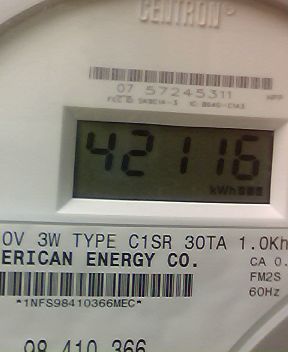 CENTRON®
07 57245311
42116
kWh
0V 3W TYPE C1SR 30TA 1.0Kh
ERICAN ENERGY CO.
CA 0.
FM2S
*1NFS98410366MEC*
60Hz
98 410 366